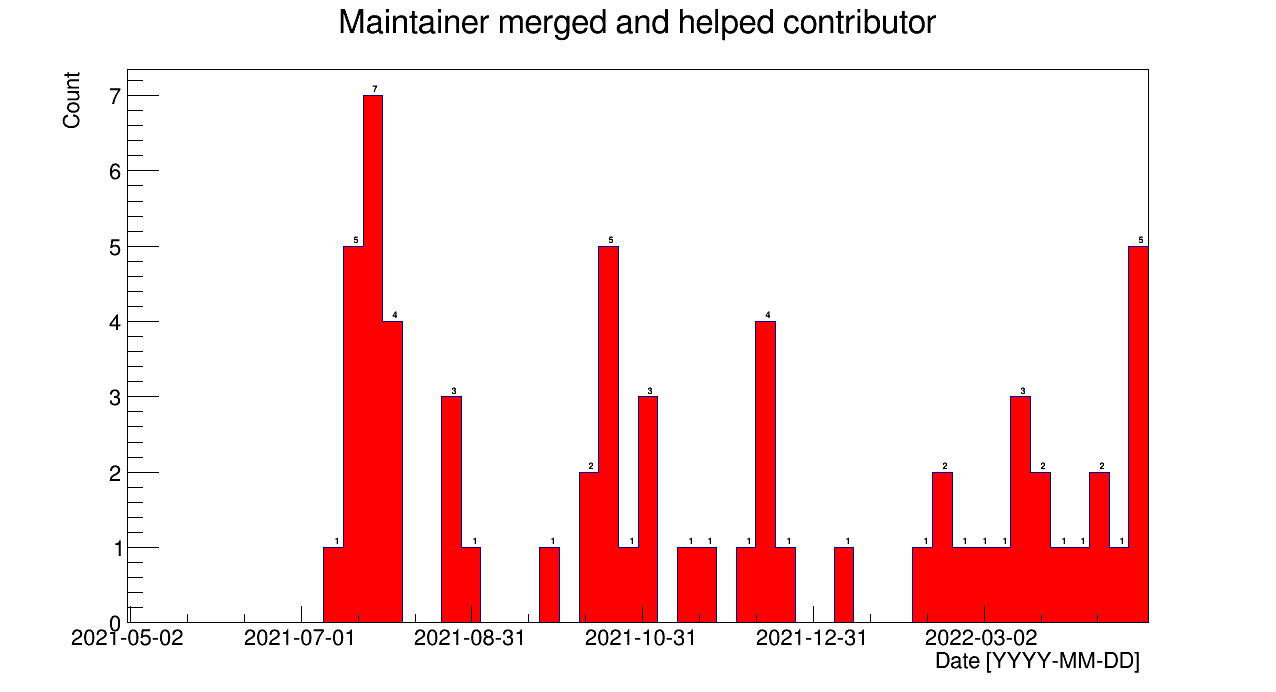 Maintainer merged and helped contributor
Count
7
6
5
4
3
2
1
0
1 5 7 4 3 1 1 2 5 1 3 1 1 1 4 1 1 1 2 1 1 1 3 2 1 1 2 1 5
2021-05-02 2021-07-01 2021-08-31 2021-10-31 2021-12-31 2022-03-02
Date [YYYY-MM-DD]